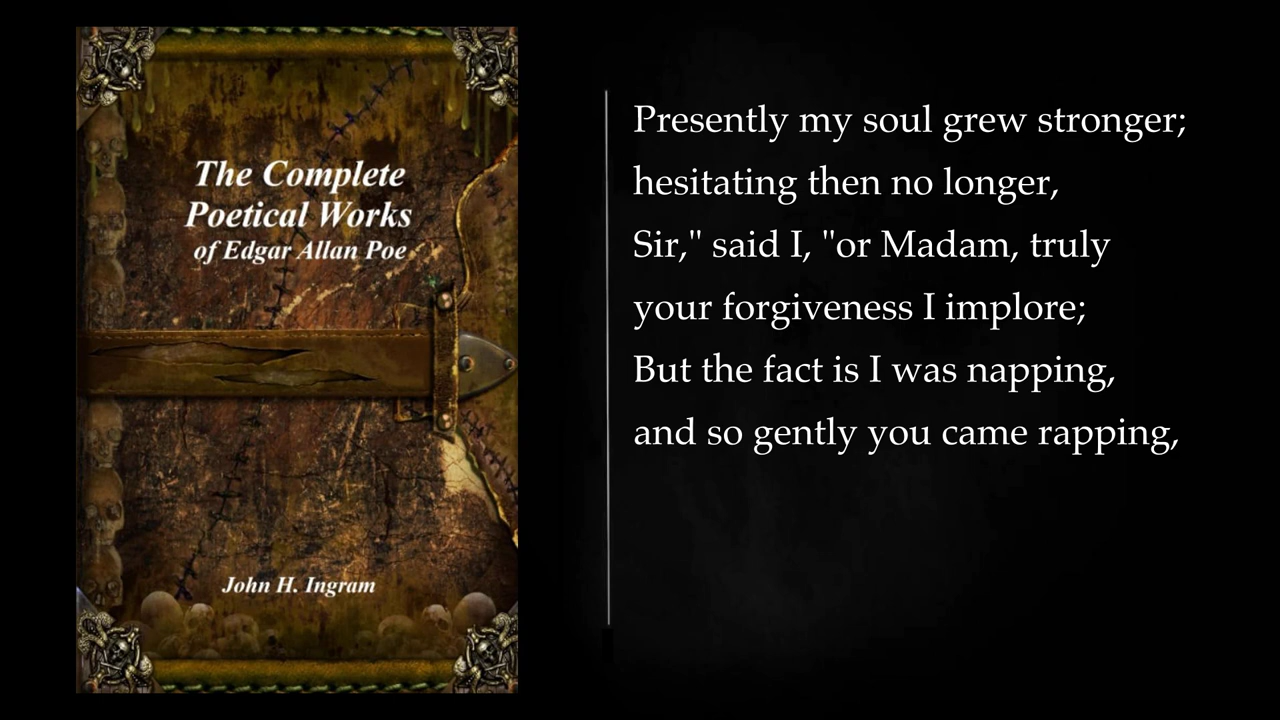 The Complete
Poetical Works
of Edgar Allan Poe
John H. Ingram
Presently my soul grew stronger;
hesitating then no longer,
Sir," said I, "or Madam, truly
your forgiveness I implore;
But the fact is I was napping,
and so gently you came rapping,